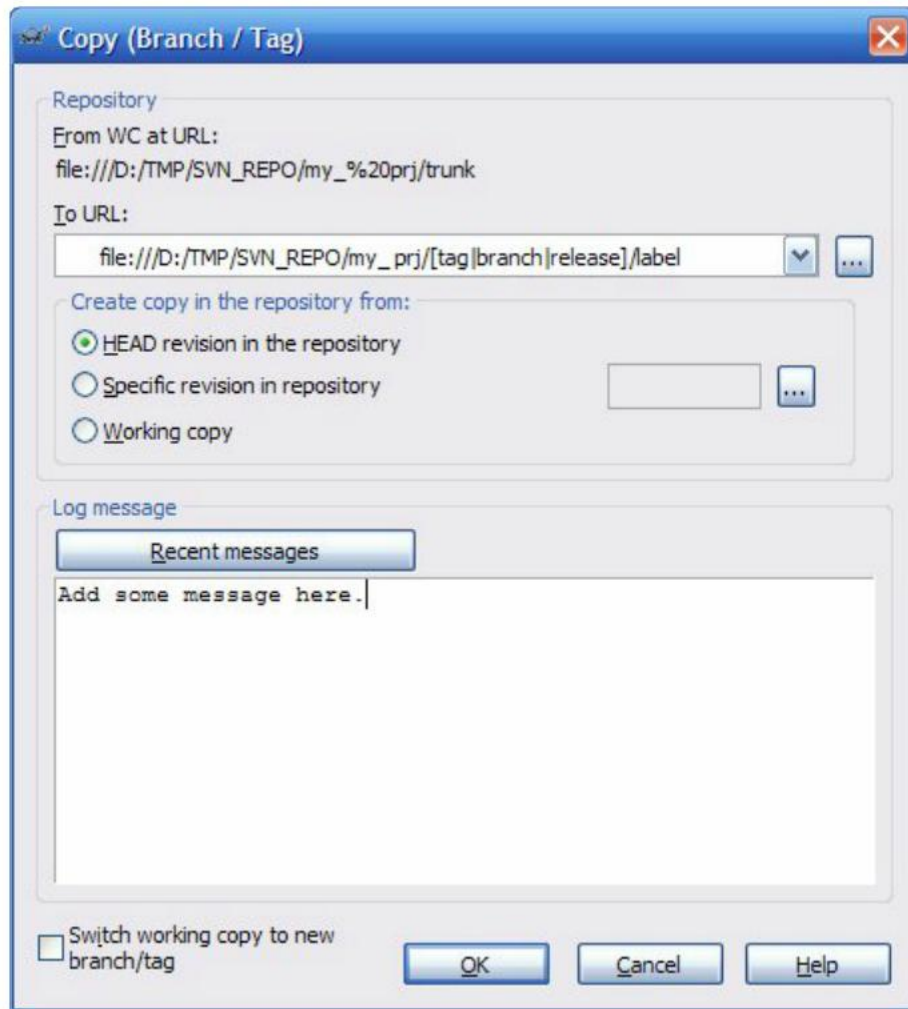 Copy (Branch / Tag)
Repository
From WC at URL:
file:///D:/TMP/SVN_REPO/my_%20prj/trunk
To URL:
file:///D:/TMP/SVN_REPO/my_prj/[tag|branch|release]/label
...
Create copy in the repository from:
HEAD revision in the repository
Specific revision in repository
...
Working copy
Log message
Recent messages
Add some message here.
Switch working copy to new
branch/tag
OK
Cancel
Help